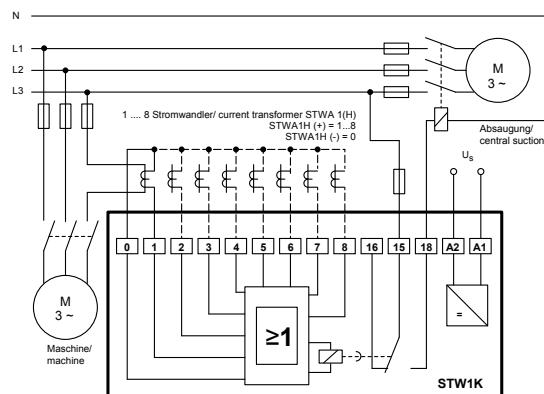 N
L1
L2
L3
M
3 ~
1 .... 8 Stromwandler/ current transformer STWA 1(H)
STWA1H (+) = 1...8
STWA1H (-) = 0
Absaugung/
central suction
Us
0 1 2 3 4 5 6 7 8 16 15 18 A2 A1
M
3 ~
Maschine/
machine
≥1
=
STW1K